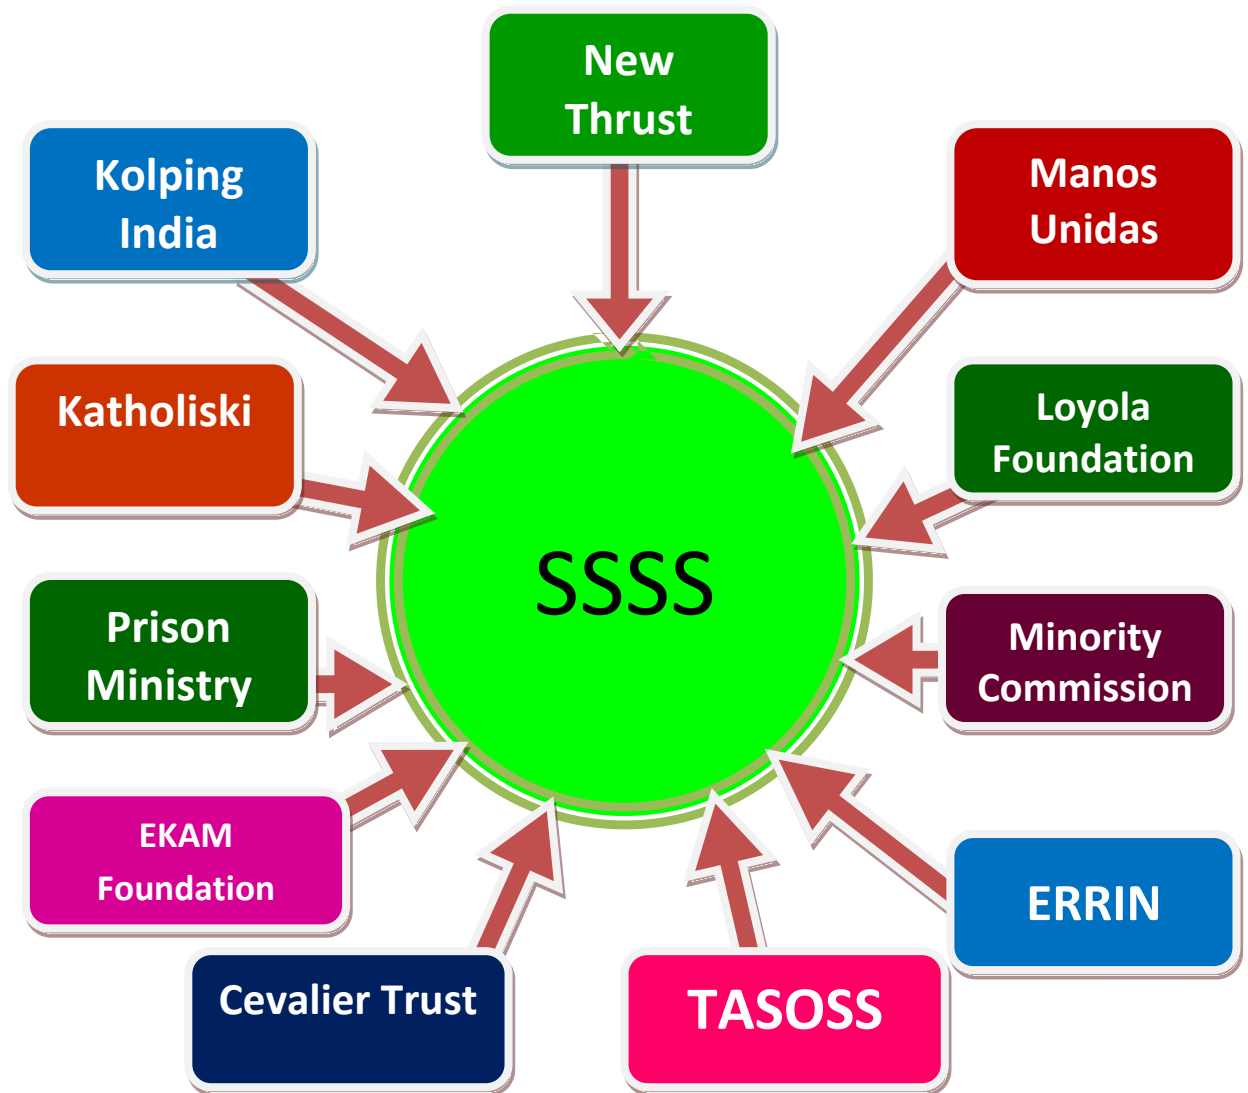 New
Thrust
Kolping
India
Manos
Unidas
Katholiski
Loyola
Foundation
SSSS
Prison
Ministry
Minority
Commission
EKAM
Foundation
ERRIN
Cevalier Trust
TASOSS